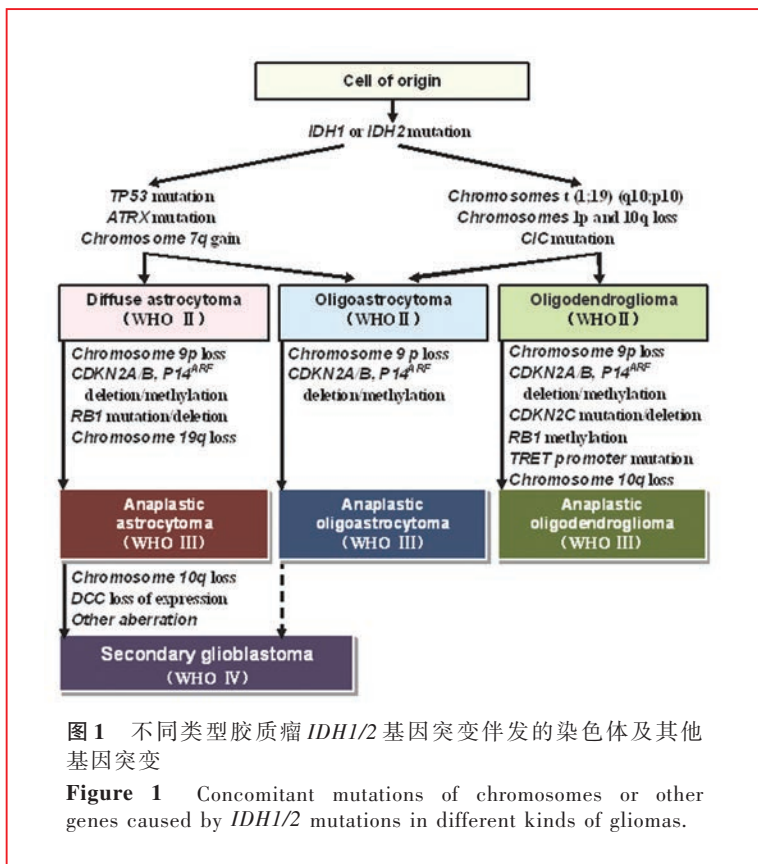 Cell of origin
IDH1 or IDH2 mutation
TP53 mutation
ATRX mutation
Chromosome 7q gain
Chromosomes t (1;19) (q10;p10)
Chromosomes 1p and 10q loss
CIC mutation
Diffuse astrocytoma
(WHO II)
Oligoastrocytoma
(WHO II)
Oligodendroglioma
(WHO II)
Chromosome 9p loss
CDKN2A/B, P14ARF
deletion/methylation
RB1 mutation/deletion
Chromosome 19q loss
Chromosome 9 p loss
CDKN2A/B, P14ARF
deletion/methylation
Chromosome 9p loss
CDKN2A/B, P14ARF
deletion/methylation
CDKN2C mutation/deletion
RB1 methylation
TRET promoter mutation
Chromosome 10q loss
Anaplastic
astrocytoma
(WHO III)
Anaplastic
oligoastrocytoma
(WHO III)
Anaplastic
oligodendroglioma
(WHO III)
Chromosome 10q loss
DCC loss of expression
Other aberration
Secondary glioblastoma
(WHO IV)
图1 不同类型胶质瘤 IDH1/2 基因突变伴发的染色体及其他
基因突变
Figure 1 Concomitant mutations of chromosomes or other
genes caused by IDH1/2 mutations in different kinds of gliomas.